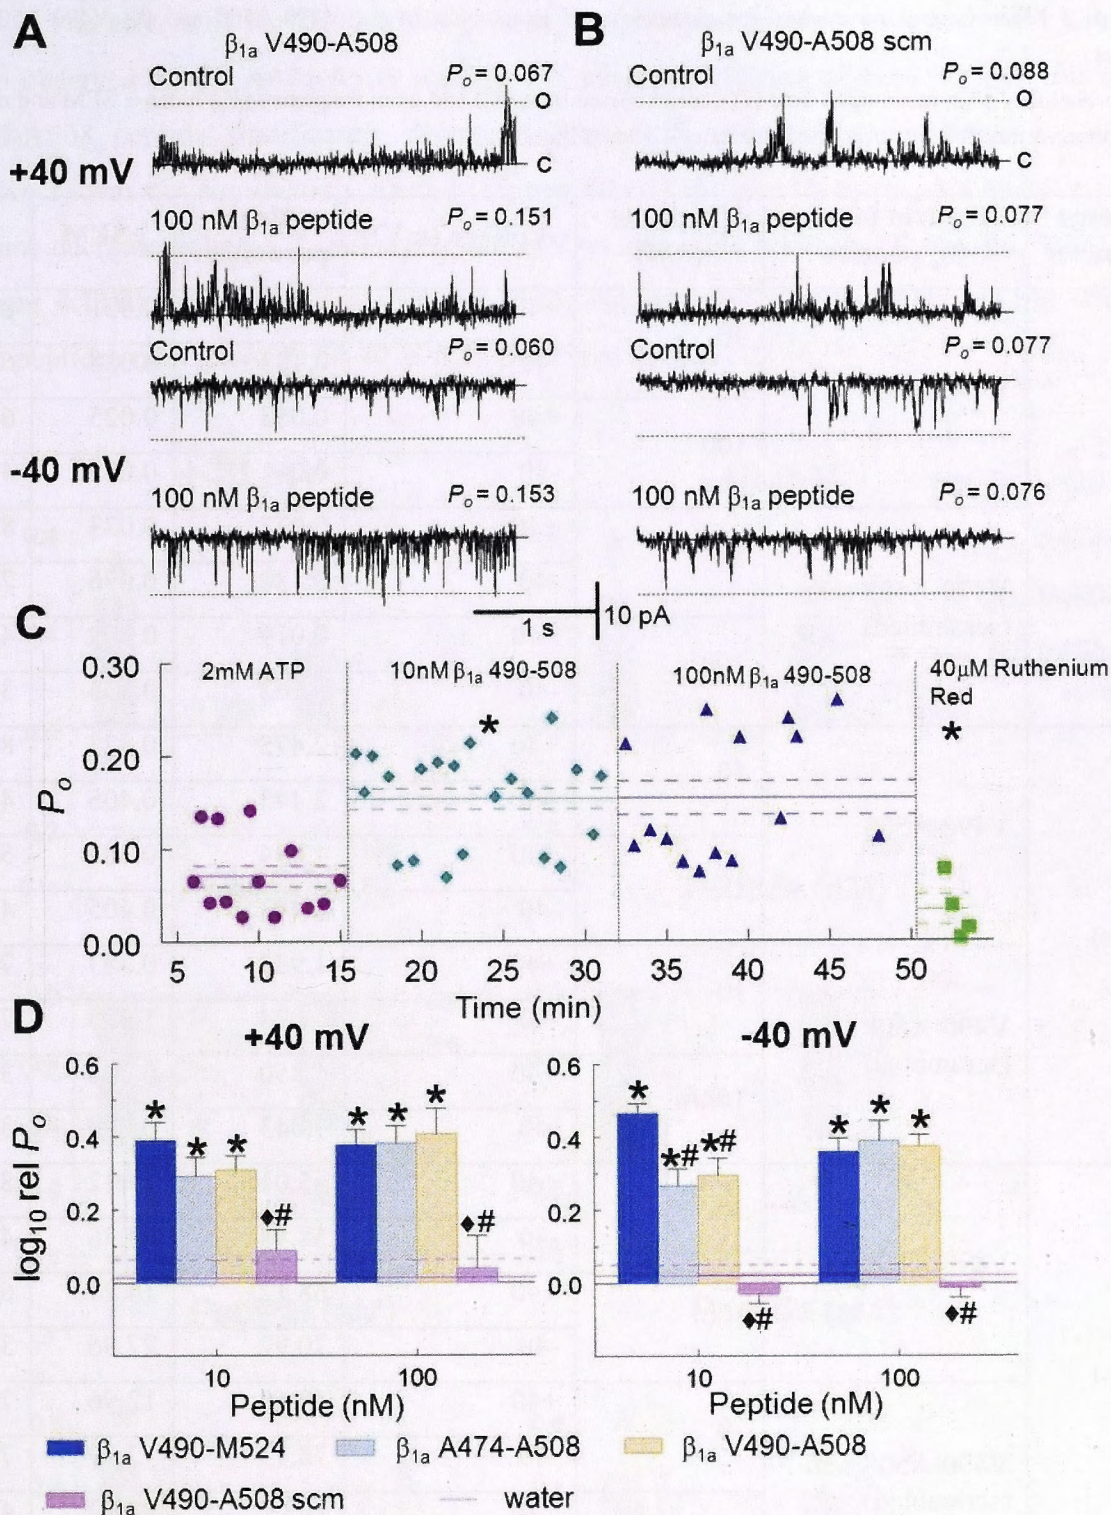 A
β1a V490-A508
Control Po = 0.067
O
+40 mV
C
100 nM β1a peptide Po = 0.151
Control Po = 0.060
-40 mV
100 nM β1a peptide Po = 0.153
B
β1a V490-A508 scm
Control Po = 0.088
O
C
100 nM β1a peptide Po = 0.077
Control Po = 0.077
100 nM β1a peptide Po = 0.076
1 s
10 pA
C
2mM ATP
10nM β1a 490-508
100nM β1a 490-508
40μM Ruthenium
Red
*
*
Po
0.30
0.20
0.10
0.00
5 10 15 20 25 30 35 40 45 50
Time (min)
D
+40 mV
log10 rel Po
0.6
0.4
0.2
0.0
* * * ♦#
* * * ♦#
10 100
Peptide (nM)
-40 mV
0.6
0.4
0.2
0.0
* *# *# ♦#
* * * ♦#
10 100
Peptide (nM)
β1a V490-M524 β1a A474-A508 β1a V490-A508
β1a V490-A508 scm water